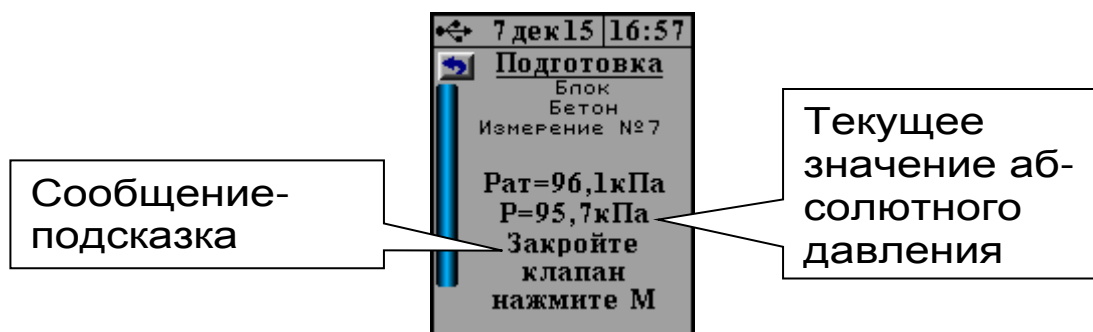 7 дек15 16:57
Подготовка
Блок
Бетон
Измерение №7
Рат=96,1кПа
Р=95,7кПа
Закройте
клапан
нажмите М
Сообщение-
подсказка
Текущее
значение аб-
солютного
давления